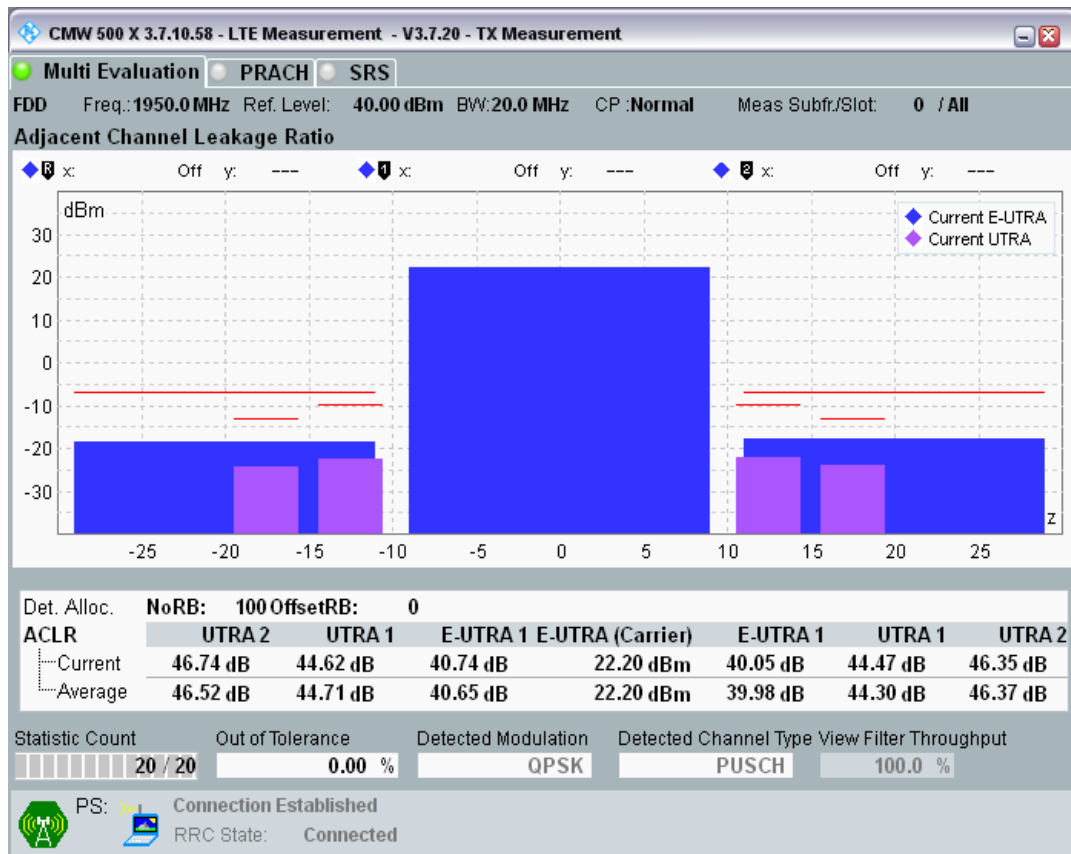 CMW 500 X 3.7.10.58 - LTE Measurement - V3.7.20 - TX Measurement
Multi Evaluation PRACH SRS
FDD Freq.: 1950.0 MHz Ref. Level: 40.00 dBm BW: 20.0 MHz CP : Normal Meas Subfr./Slot: 0 / All
Adjacent Channel Leakage Ratio
R x: Off y: --- 1 x: Off y: --- 2 x: Off y: ---
dBm
Current E-UTRA
Current UTRA
30
20
10
0
-10
-20
-30
z
-25 -20 -15 -10 -5 0 5 10 15 20 25
Det. Alloc. NoRB: 100 OffsetRB: 0
ACLR UTRA 2 UTRA 1 E-UTRA 1 E-UTRA (Carrier) E-UTRA 1 UTRA 1 UTRA 2
Current 46.74 dB 44.62 dB 40.74 dB 22.20 dBm 40.05 dB 44.47 dB 46.35 dB
Average 46.52 dB 44.71 dB 40.65 dB 22.20 dBm 39.98 dB 44.30 dB 46.37 dB
Statistic Count Out of Tolerance Detected Modulation Detected Channel Type View Filter Throughput
20 / 20 0.00 % QPSK PUSCH 100.0 %
PS: Connection Established
RRC State: Connected